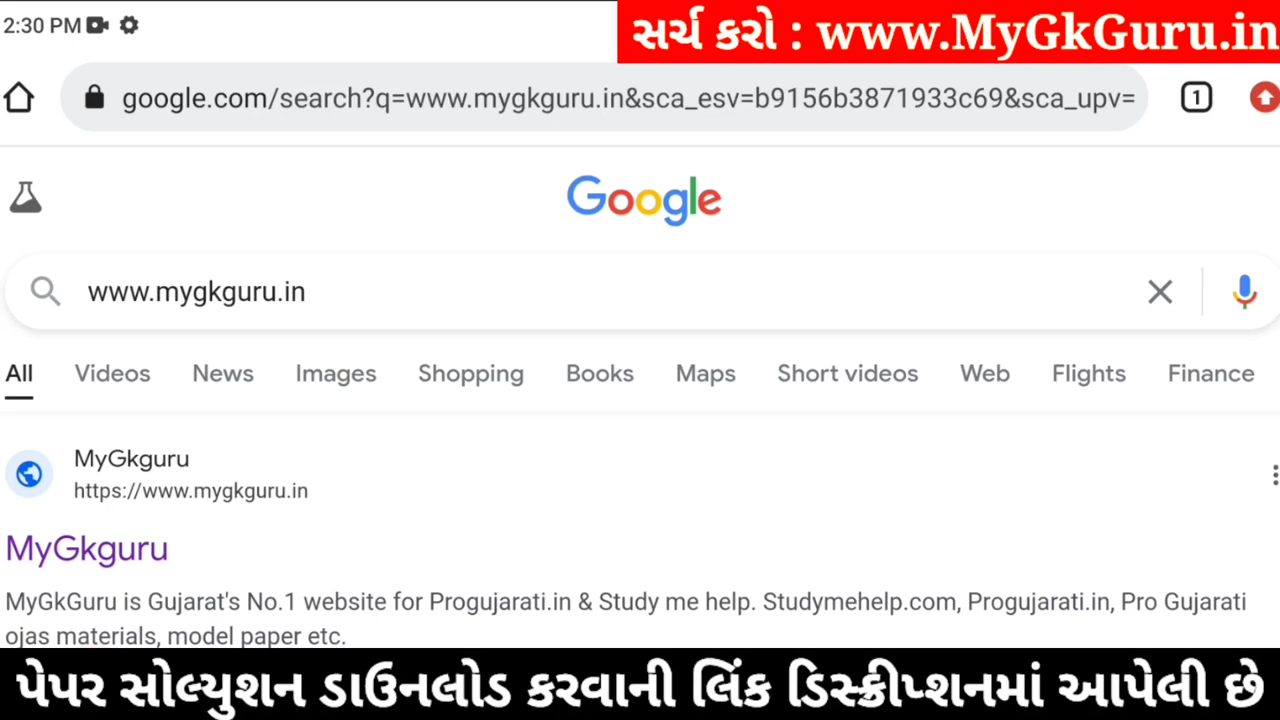 2:30 PM
સર્ચ કરો : www.MyGkGuru.in
google.com/search?q=www.mygkguru.in&sca_esv=b9156b3871933c69&sca_upv=
1
Google
www.mygkguru.in
All Videos News Images Shopping Books Maps Short videos Web Flights Finance
MyGkguru
https://www.mygkguru.in
MyGkguru
MyGkGuru is Gujarat's No.1 website for Progujarati.in & Study me help. Studymehelp.com, Progujarati.in, Pro Gujarati
ojas materials, model paper etc.
પેપર સોલ્યુશન ડાઉનલોડ કરવાની લિંક ડિસ્ક્રીપ્શનમાં આપેલી છે